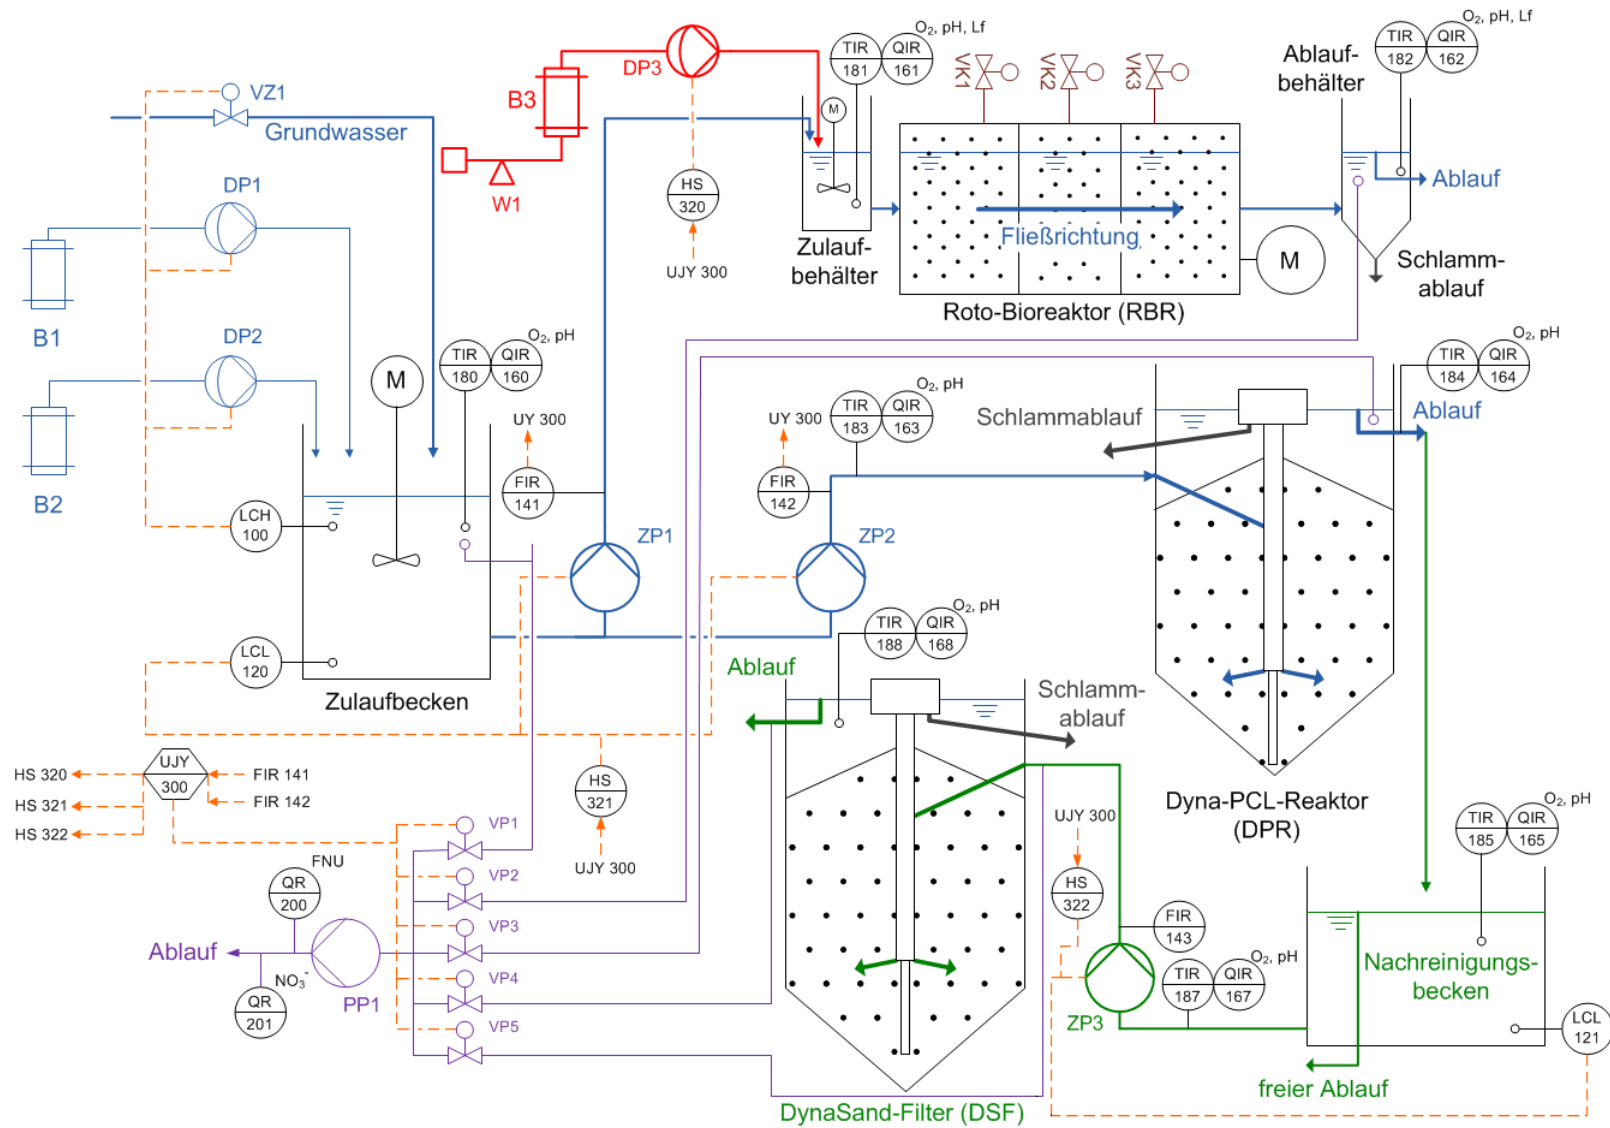 O₂, pH, Lf
O₂, pH, Lf
TIR
181
QIR
161
TIR
182
QIR
162
Ablauf-
behälter
DP3
B3
W1
VK1
VK2
VK3
M
VZ1
Grundwasser
DP1
B1
DP2
B2
HS
320
UJY 300
Zulauf-
behälter
Fließrichtung
M
Roto-Bioreaktor (RBR)
Ablauf
Schlamm-
ablauf
M
O₂, pH
TIR
180
QIR
160
UY 300
FIR
141
ZP1
UY 300
FIR
142
O₂, pH
TIR
183
QIR
163
ZP2
Schlammablauf
O₂, pH
TIR
184
QIR
164
Ablauf
LCH
100
LCL
120
Zulaufbecken
O₂, pH
TIR
188
QIR
168
Ablauf
Schlamm-
ablauf
Dyna-PCL-Reaktor
(DPR)
UJY
300
HS 320
HS 321
HS 322
FIR 141
FIR 142
HS
321
UJY 300
VP1
VP2
VP3
VP4
VP5
FNU
QR
200
Ablauf
NO₃⁻
QR
201
PP1
DynaSand-Filter (DSF)
UJY 300
HS
322
FIR
143
ZP3
O₂, pH
TIR
187
QIR
167
O₂, pH
TIR
185
QIR
165
Nachreinigungs-
becken
LCL
121
freier Ablauf